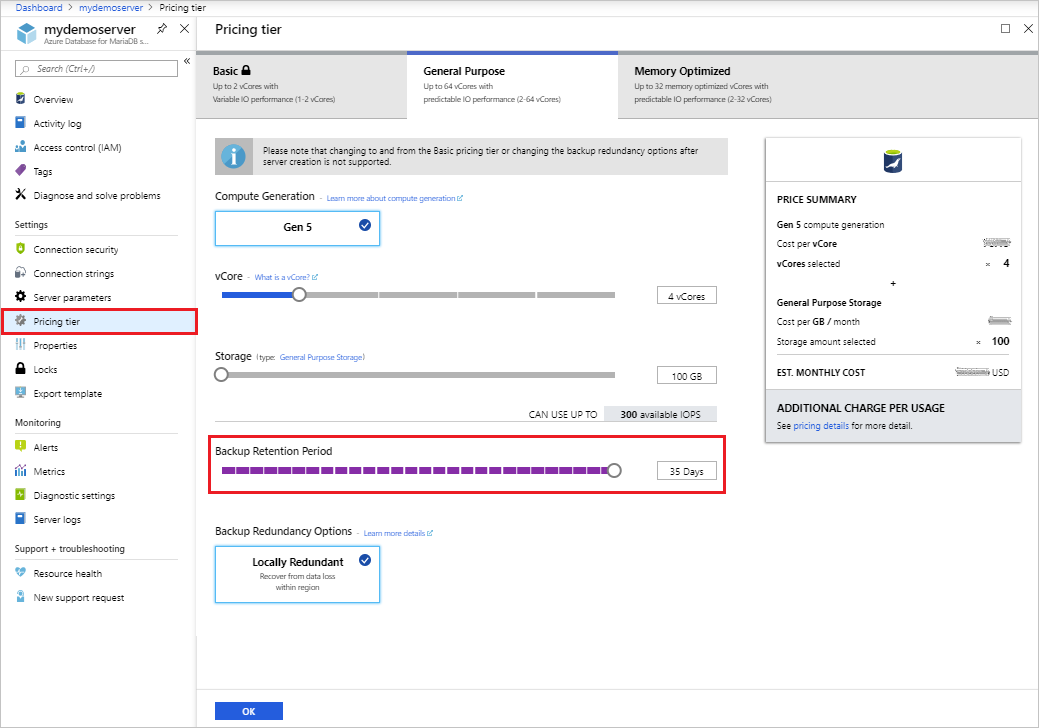 Dashboard > mydemoserver > Pricing tier
mydemoserver
Azure Database for MariaDB s...
«
Search (Ctrl+/)
Overview
Activity log
Access control (IAM)
Tags
Diagnose and solve problems
Settings
Connection security
Connection strings
Server parameters
Pricing tier
Properties
Locks
Export template
Monitoring
Alerts
Metrics
Diagnostic settings
Server logs
Support + troubleshooting
Resource health
New support request
Pricing tier
Basic
Up to 2 vCores with
Variable IO performance (1-2 vCores)
General Purpose
Up to 64 vCores with
predictable IO performance (2-64 vCores)
Memory Optimized
Up to 32 memory optimized vCores with
predictable IO performance (2-32 vCores)
Please note that changing to and from the Basic pricing tier or changing the backup redundancy options after
server creation is not supported.
Compute Generation - Learn more about compute generation
Gen 5
vCore - What is a vCore?
4 vCores
Storage (type: General Purpose Storage)
100 GB
CAN USE UP TO 300 available IOPS
Backup Retention Period
35 Days
Backup Redundancy Options - Learn more details
Locally Redundant
Recover from data loss
within region
OK
PRICE SUMMARY
Gen 5 compute generation
Cost per vCore
vCores selected × 4
+
General Purpose Storage
Cost per GB / month
Storage amount selected × 100
EST. MONTHLY COST USD
ADDITIONAL CHARGE PER USAGE
See pricing details for more detail.